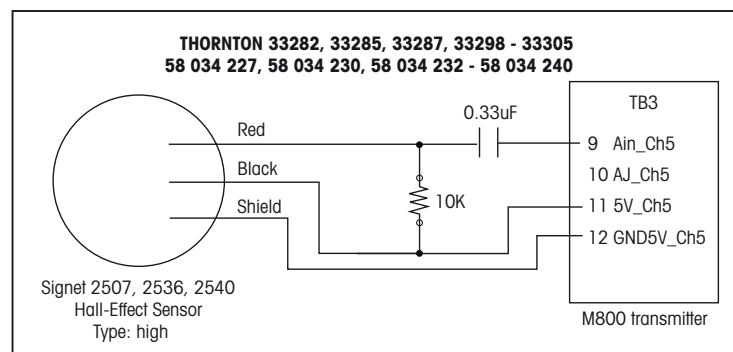 THORNTON 33282, 33285, 33287, 33298 - 33305
58 034 227, 58 034 230, 58 034 232 - 58 034 240
TB3
0.33uF
Red
9 Ain_Ch5
Black
10 AJ_Ch5
10K
Shield
11 5V_Ch5
12 GND5V_Ch5
Signet 2507, 2536, 2540
Hall-Effect Sensor
Type: high
M800 transmitter